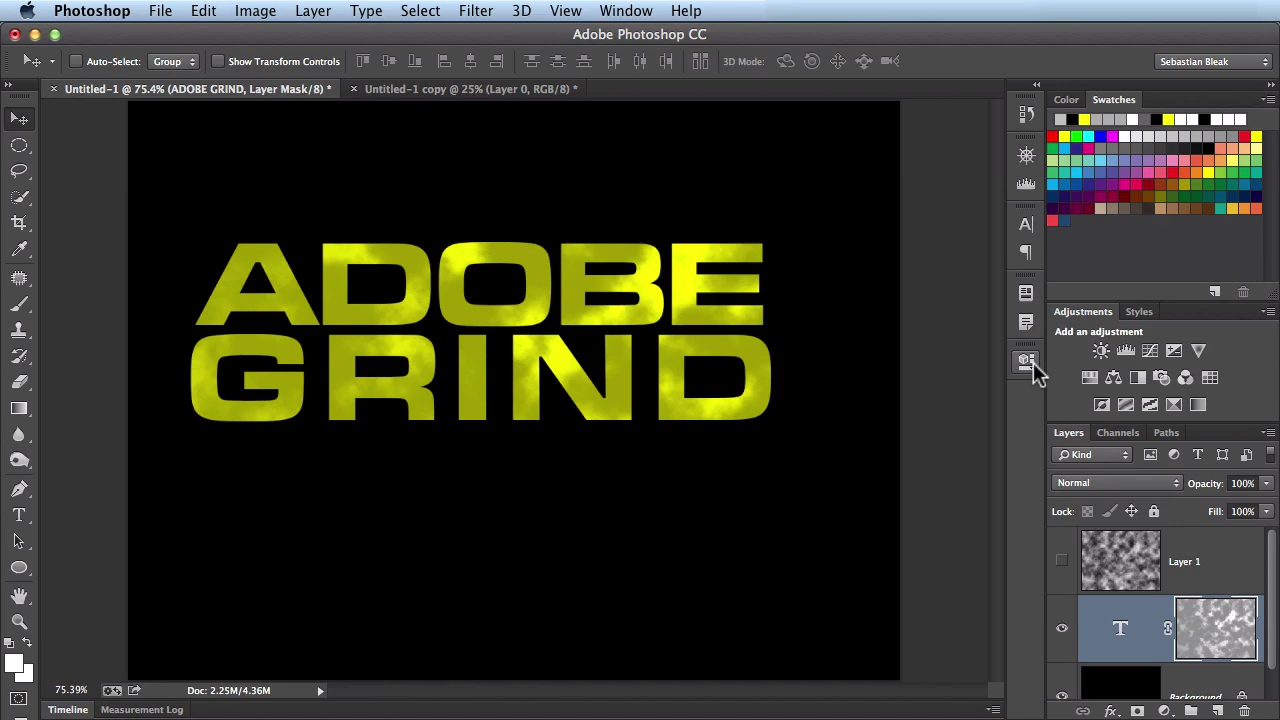 Photoshop File Edit Image Layer Type Select Filter 3D View Window Help
Adobe Photoshop CC
Auto-Select: Group Show Transform Controls 3D Mode: Sebastian Bleak
Untitled-1 @ 75.4% (ADOBE GRIND, Layer Mask/8) * Untitled-1 copy @ 25% (Layer 0, RGB/8) *
Color Swatches
ADOBE
GRIND
Adjustments Styles
Add an adjustment
Layers Channels Paths
Kind
Normal Opacity: 100%
Lock: Fill: 100%
Layer 1
T
Background
75.39% Doc: 2.25M/4.36M
Timeline Measurement Log